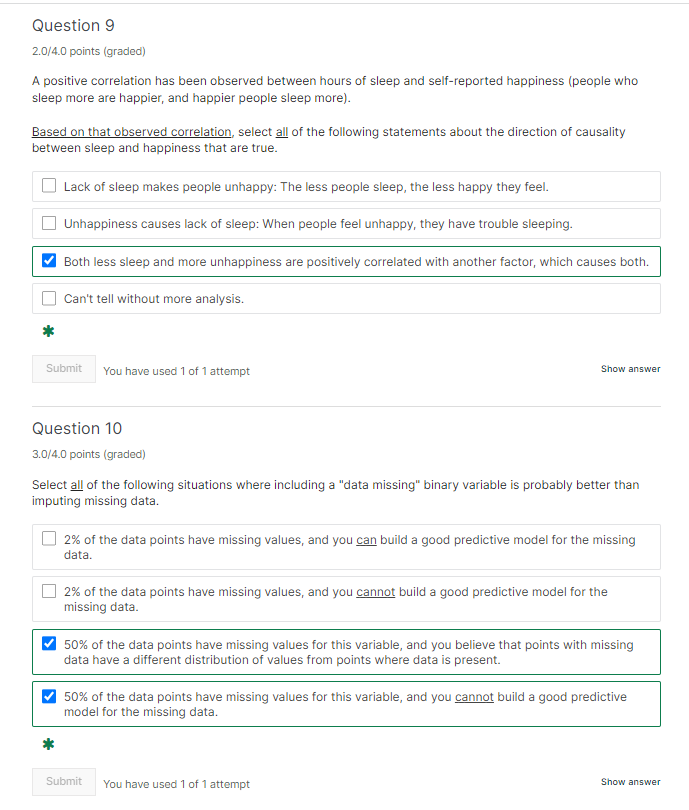 Question 9
2.0/4.0 points (graded)
A positive correlation has been observed between hours of sleep and self-reported happiness (people who
sleep more are happier, and happier people sleep more).
Based on that observed correlation, select all of the following statements about the direction of causality
between sleep and happiness that are true.
Lack of sleep makes people unhappy: The less people sleep, the less happy they feel.
Unhappiness causes lack of sleep: When people feel unhappy, they have trouble sleeping.
Both less sleep and more unhappiness are positively correlated with another factor, which causes both.
Can't tell without more analysis.
Submit You have used 1 of 1 attempt Show answer
Question 10
3.0/4.0 points (graded)
Select all of the following situations where including a "data missing" binary variable is probably better than
imputing missing data.
2% of the data points have missing values, and you can build a good predictive model for the missing
data.
2% of the data points have missing values, and you cannot build a good predictive model for the
missing data.
50% of the data points have missing values for this variable, and you believe that points with missing
data have a different distribution of values from points where data is present.
50% of the data points have missing values for this variable, and you cannot build a good predictive
model for the missing data.
Submit You have used 1 of 1 attempt Show answer